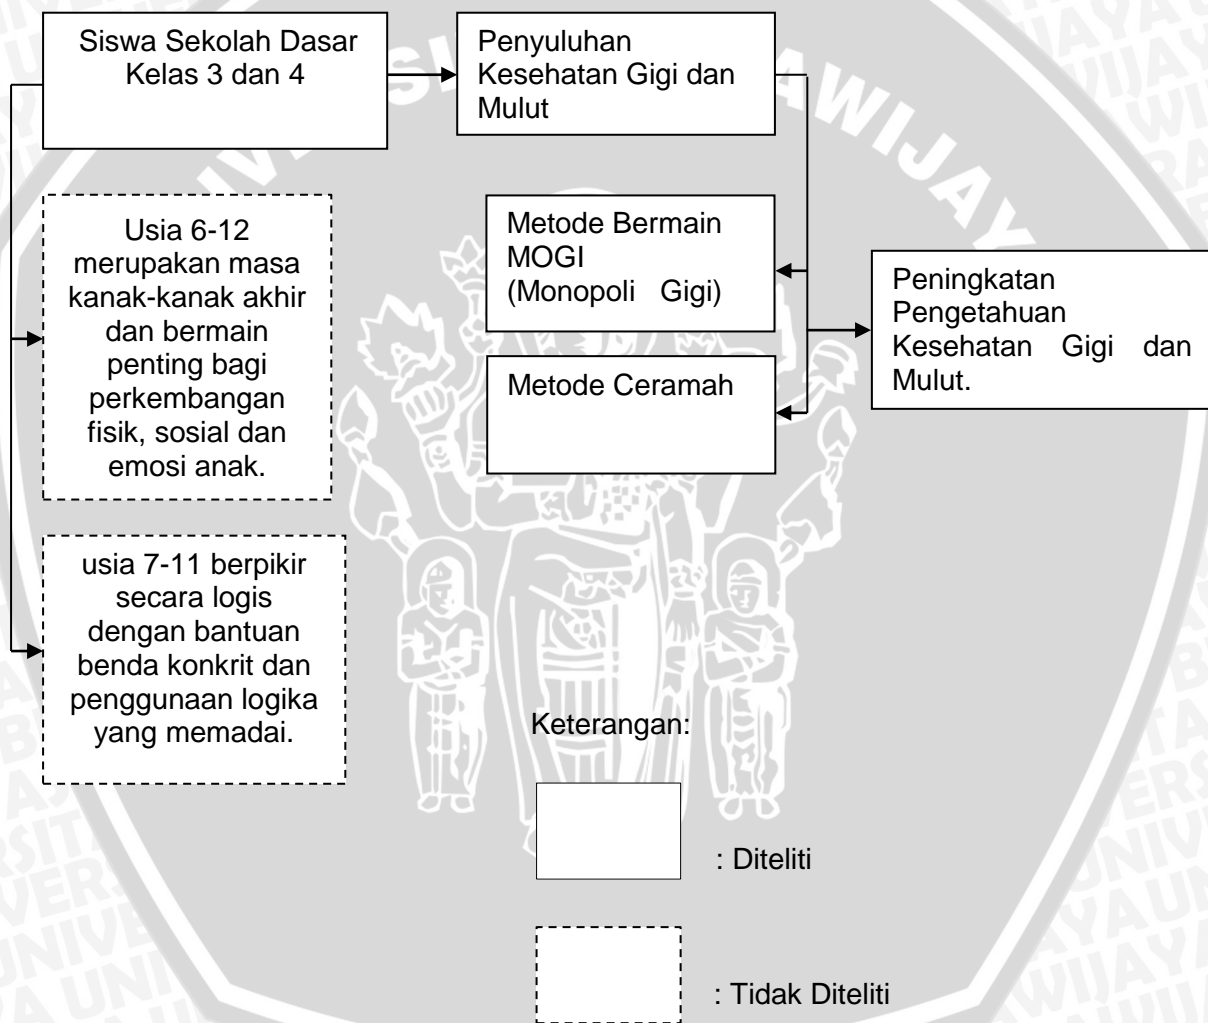 Siswa Sekolah Dasar
Kelas 3 dan 4
Penyuluhan
Kesehatan Gigi dan
Mulut
Usia 6-12
merupakan masa
kanak-kanak akhir
dan bermain
penting bagi
perkembangan
fisik, sosial dan
emosi anak.
Metode Bermain
MOGI
(Monopoli Gigi)
Peningkatan
Pengetahuan
Kesehatan Gigi dan
Mulut.
Metode Ceramah
usia 7-11 berpikir
secara logis
dengan bantuan
benda konkrit dan
penggunaan logika
yang memadai.
Keterangan:
: Diteliti
: Tidak Diteliti